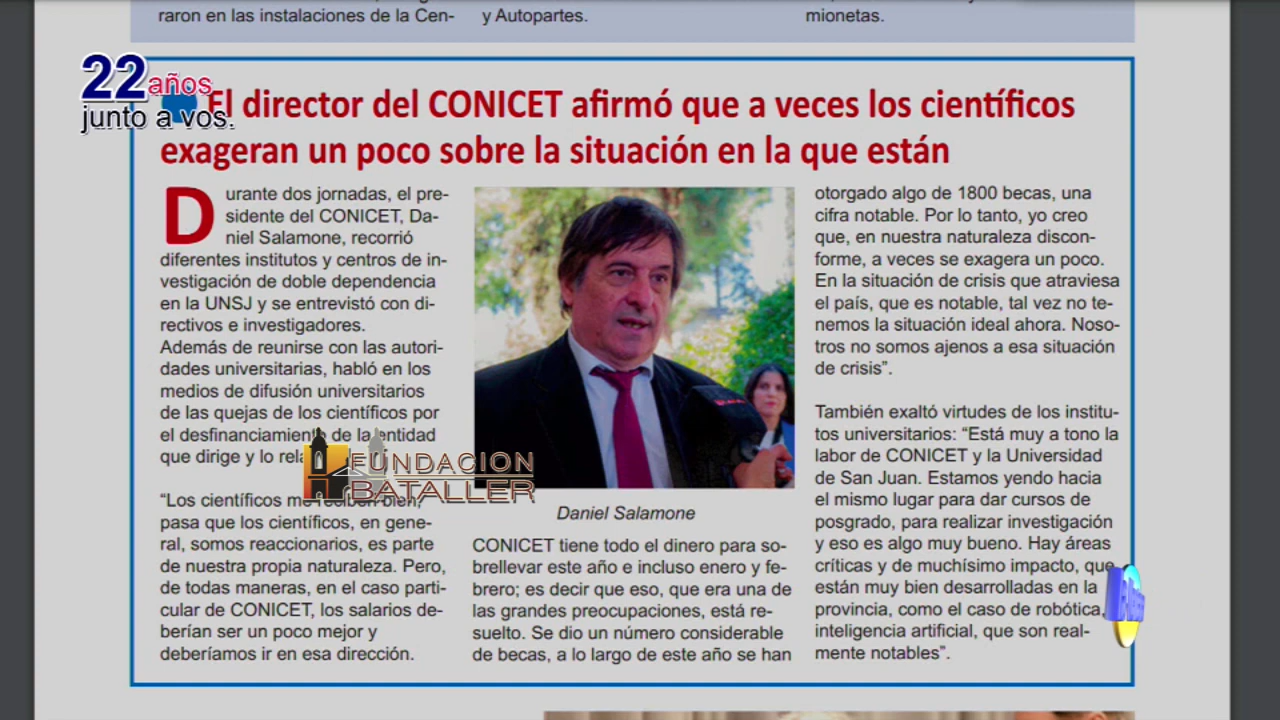 raron en las instalaciones de la Cen-
y Autopartes.
mionetas.
22 años
junto a vos.
El director del CONICET afirmó que a veces los científicos
exageran un poco sobre la situación en la que están
Durante dos jornadas, el pre-
sidente del CONICET, Da-
niel Salamone, recorrió
diferentes institutos y centros de in-
vestigación de doble dependencia
en la UNSJ y se entrevistó con di-
rectivos e investigadores.
Además de reunirse con las autori-
dades universitarias, habló en los
medios de difusión universitarios
de las quejas de los científicos por
el desfinanciamiento de la entidad
que dirige y lo
FUNDACION
BATALLER
“Los científicos me reciben bien,
pasa que los científicos, en gene-
ral, somos reaccionarios, es parte
de nuestra propia naturaleza. Pero,
de todas maneras, en el caso parti-
cular de CONICET, los salarios de-
berían ser un poco mejor y
deberíamos ir en esa dirección.
Daniel Salamone
CONICET tiene todo el dinero para so-
brellevar este año e incluso enero y fe-
brero; es decir que eso, que era una de
las grandes preocupaciones, está re-
suelto. Se dio un número considerable
de becas, a lo largo de este año se han
otorgado algo de 1800 becas, una
cifra notable. Por lo tanto, yo creo
que, en nuestra naturaleza discon-
forme, a veces se exagera un poco.
En la situación de crisis que atraviesa
el país, que es notable, tal vez no te-
nemos la situación ideal ahora. Noso-
tros no somos ajenos a esa situación
de crisis”.
También exaltó virtudes de los institu-
tos universitarios: “Está muy a tono la
labor de CONICET y la Universidad
de San Juan. Estamos yendo hacia
el mismo lugar para dar cursos de
posgrado, para realizar investigación
y eso es algo muy bueno. Hay áreas
críticas y de muchísimo impacto, que
están muy bien desarrolladas en la
provincia, como el caso de robótica,
inteligencia artificial, que son real-
mente notables”.